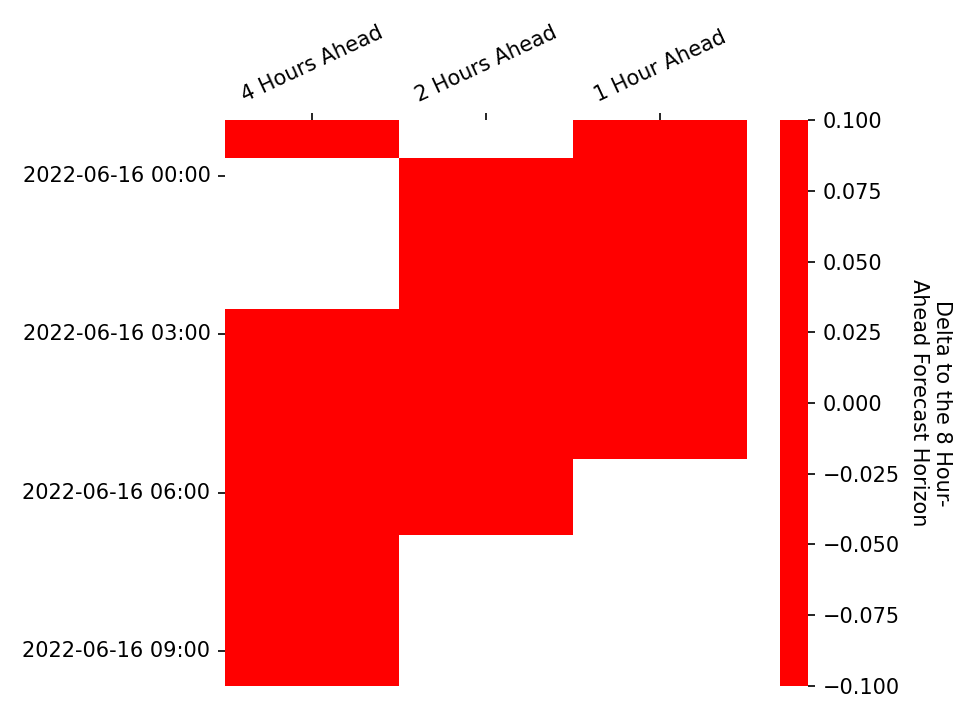 4 Hours Ahead
2 Hours Ahead
1 Hour Ahead
2022-06-16 00:00
2022-06-16 03:00
2022-06-16 06:00
2022-06-16 09:00
0.100
0.075
0.050
0.025
0.000
−0.025
−0.050
−0.075
−0.100
Delta to the 8 Hour-
Ahead Forecast Horizon